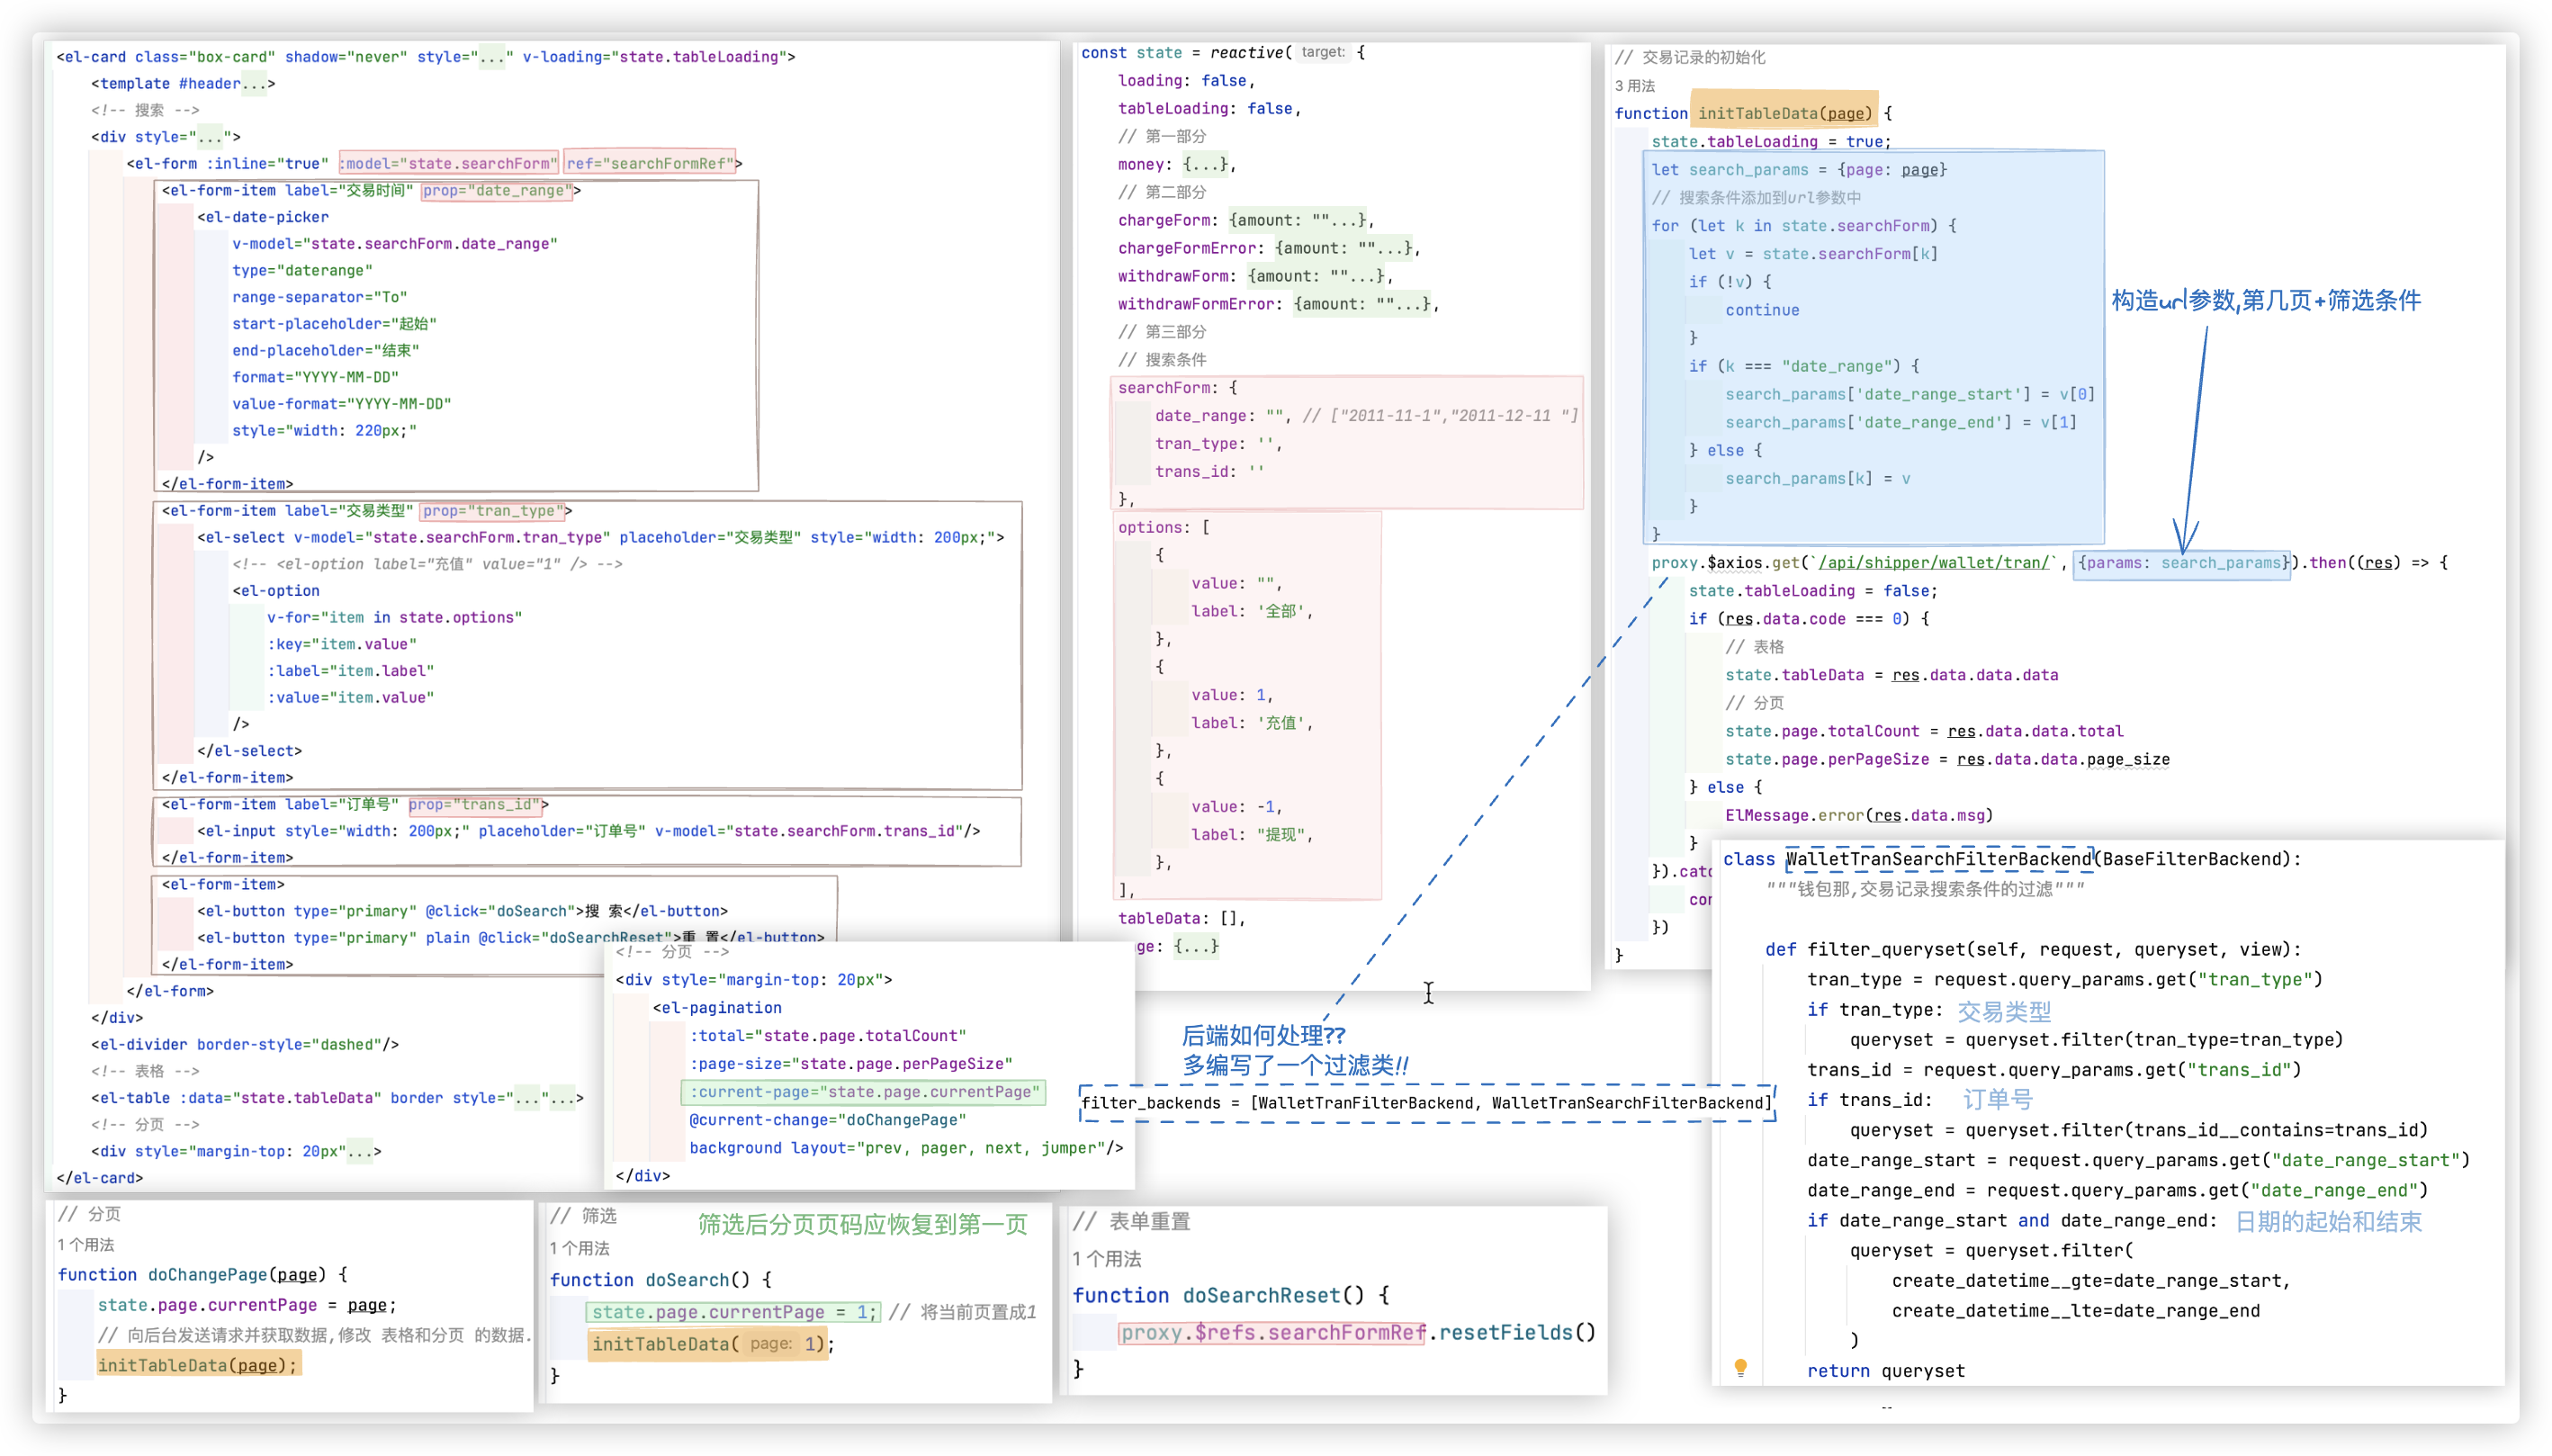 <el-card class="box-card" shadow="never" style="..." v-loading="state.tableLoading">
<template #header...>
<!-- 搜索 -->
<div style="...">
<el-form :inline="true" :model="state.searchForm" ref="searchFormRef">
<el-form-item label="交易时间" prop="date_range">
<el-date-picker
v-model="state.searchForm.date_range"
type="daterange"
range-separator="To"
start-placeholder="起始"
end-placeholder="结束"
format="YYYY-MM-DD"
value-format="YYYY-MM-DD"
style="width: 220px;"
/>
</el-form-item>
<el-form-item label="交易类型" prop="tran_type">
<el-select v-model="state.searchForm.tran_type" placeholder="交易类型" style="width: 200px;">
<!-- <el-option label="充值" value="1" /> -->
<el-option
v-for="item in state.options"
:key="item.value"
:label="item.label"
:value="item.value"
/>
</el-select>
</el-form-item>
<el-form-item label="订单号" prop="trans_id">
<el-input style="width: 200px;" placeholder="订单号" v-model="state.searchForm.trans_id"/>
</el-form-item>
<el-form-item>
<el-button type="primary" @click="doSearch">搜 索</el-button>
<el-button type="primary" plain @click="doSearchReset">重 置</el-button>
</el-form-item>
</el-form>
</div>
<el-divider border-style="dashed"/>
<!-- 表格 -->
<el-table :data="state.tableData" border style="..."...>
<!-- 分页 -->
<div style="margin-top: 20px"...>
</el-card>
<!-- 分页 -->
<div style="margin-top: 20px">
<el-pagination
:total="state.page.totalCount"
:page-size="state.page.perPageSize"
:current-page="state.page.currentPage"
@current-change="doChangePage"
background layout="prev, pager, next, jumper"/>
</div>
const state = reactive( target: {
loading: false,
tableLoading: false,
// 第一部分
money: {...},
// 第二部分
chargeForm: {amount: ""...},
chargeFormError: {amount: ""...},
withdrawForm: {amount: ""...},
withdrawFormError: {amount: ""...},
// 第三部分
// 搜索条件
searchForm: {
date_range: "", // ["2011-11-1","2011-12-11 "]
tran_type: '',
trans_id: ''
},
options: [
{
value: "",
label: '全部',
},
{
value: 1,
label: '充值',
},
{
value: -1,
label: "提现",
},
],
tableData: [],
ge: {...}
// 交易记录的初始化
3 用法
function initTableData(page) {
state.tableLoading = true;
let search_params = {page: page}
// 搜索条件添加到url参数中
for (let k in state.searchForm) {
let v = state.searchForm[k]
if (!v) {
continue
}
if (k === "date_range") {
search_params['date_range_start'] = v[0]
search_params['date_range_end'] = v[1]
} else {
search_params[k] = v
}
}
构造url参数,第几页+筛选条件
proxy.$axios.get(`/api/shipper/wallet/tran/`, {params: search_params}).then((res) => {
state.tableLoading = false;
if (res.data.code === 0) {
// 表格
state.tableData = res.data.data.data
// 分页
state.page.totalCount = res.data.data.total
state.page.perPageSize = res.data.data.page_size
} else {
ElMessage.error(res.data.msg)
}
}).catc
con
})
}
后端如何处理??
多编写了一个过滤类!!
filter_backends = [WalletTranFilterBackend, WalletTranSearchFilterBackend]
class WalletTranSearchFilterBackend(BaseFilterBackend):
"""钱包那,交易记录搜索条件的过滤"""
def filter_queryset(self, request, queryset, view):
tran_type = request.query_params.get("tran_type")
if tran_type: 交易类型
queryset = queryset.filter(tran_type=tran_type)
trans_id = request.query_params.get("trans_id")
if trans_id: 订单号
queryset = queryset.filter(trans_id__contains=trans_id)
date_range_start = request.query_params.get("date_range_start")
date_range_end = request.query_params.get("date_range_end")
if date_range_start and date_range_end: 日期的起始和结束
queryset = queryset.filter(
create_datetime__gte=date_range_start,
create_datetime__lte=date_range_end
)
return queryset
// 分页
1 个用法
function doChangePage(page) {
state.page.currentPage = page;
// 向后台发送请求并获取数据,修改 表格和分页 的数据.
initTableData(page);
}
// 筛选 筛选后分页页码应恢复到第一页
1 个用法
function doSearch() {
state.page.currentPage = 1; // 将当前页置成1
initTableData( page: 1);
}
// 表单重置
1 个用法
function doSearchReset() {
proxy.$refs.searchFormRef.resetFields()
}